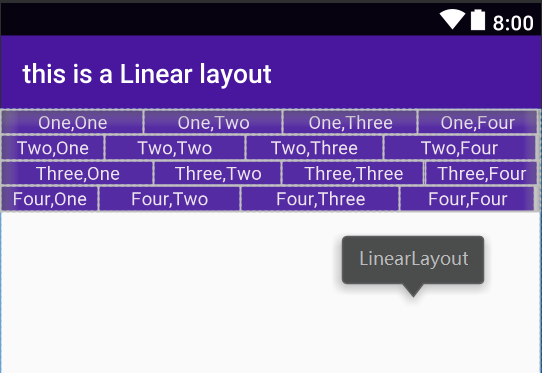 8:00
this is a Linear layout
One,One One,Two One,Three One,Four
Two,One Two,Two Two,Three Two,Four
Three,One Three,Two Three,Three Three,Four
Four,One Four,Two Four,Three Four,Four
LinearLayout